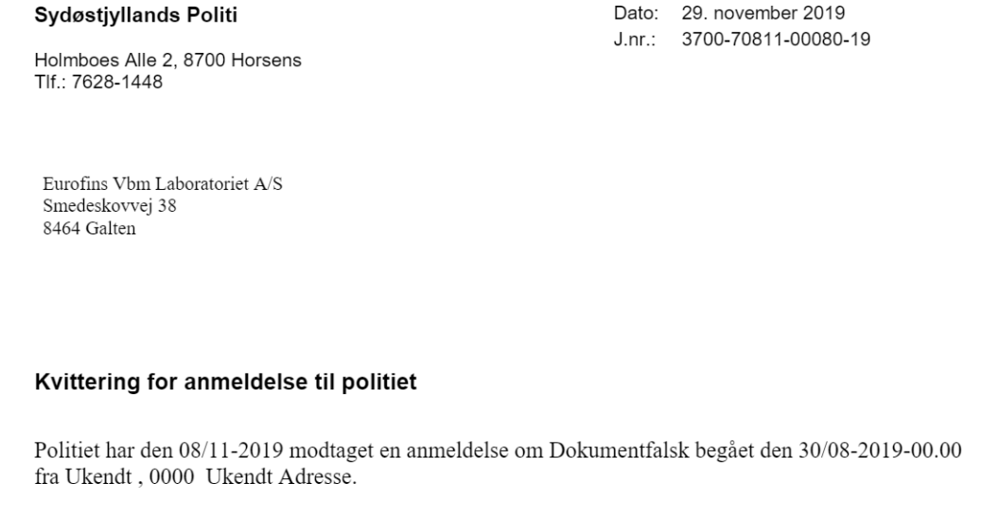 Sydøstjyllands Politi
Dato: 29. november 2019
J.nr.: 3700-70811-00080-19
Holmboes Alle 2, 8700 Horsens
Tlf.: 7628-1448
Eurofins Vbm Laboratoriet A/S
Smedeskovvej 38
8464 Galten
Kvittering for anmeldelse til politiet
Politiet har den 08/11-2019 modtaget en anmeldelse om Dokumentfalsk begået den 30/08-2019-00.00
fra Ukendt , 0000  Ukendt Adresse.